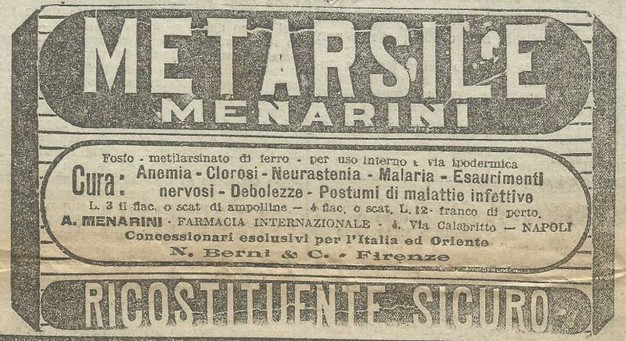 METARSILE
MENARINI
Fosfo - metilarsinato di ferro - per uso interno e via ipodermica
Cura: Anemia - Clorosi - Neurastenia - Malaria - Esaurimenti
nervosi - Debolezze - Postumi di malattie infettive
L. 3 il flac. o scat di ampolline — 4 flac. o scat. L. 12 - franco di porto.
A. MENARINI - FARMACIA INTERNAZIONALE - 4, Via Calabritto — NAPOLI
Concessionari esclusivi per l'Italia ed Oriente
N. Berni & C. - Firenze
RICOSTITUENTE SICURO